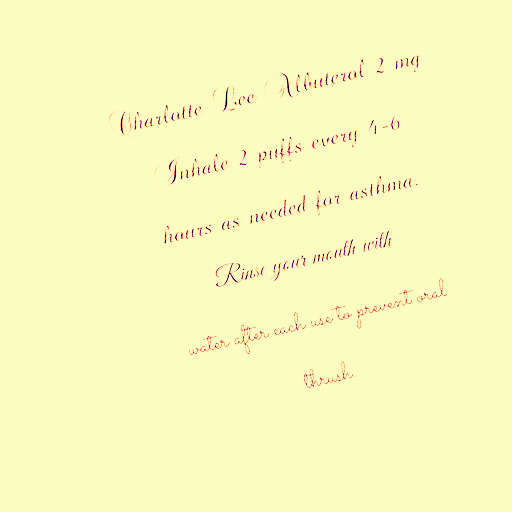 Charlotte Lee Albuterol 2 mg
Inhale 2 puffs every 4-6
hours as needed for asthma.
Rinse your mouth with
water after each use to prevent oral
thrush.